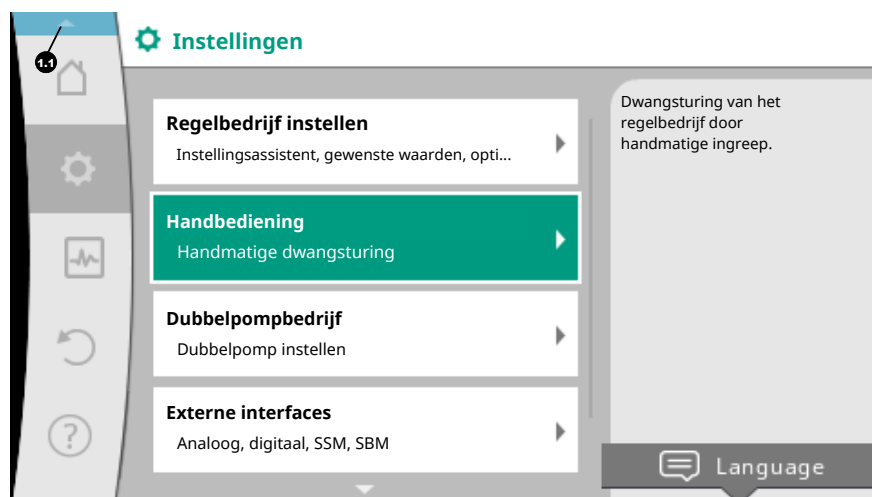 1.1
Instellingen
Regelbedrijf instellen
Instellingsassistent, gewenste waarden, opti...
Handbediening
Handmatige dwangsturing
Dubbelpompbedrijf
Dubbelpomp instellen
Externe interfaces
Analoog, digitaal, SSM, SBM
Dwangsturing van het
regelbedrijf door
handmatige ingreep.
?
Language